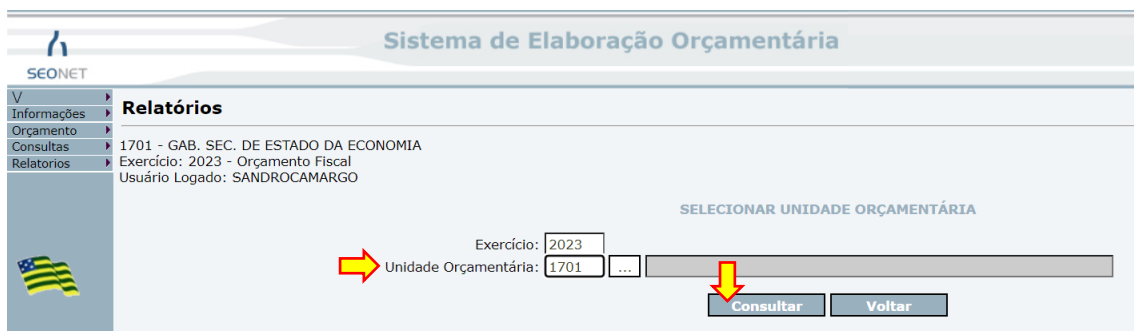 Sistema de Elaboração Orçamentária
SEONET
V
Informações
Orçamento
Consultas
Relatorios
Relatórios
1701 - GAB. SEC. DE ESTADO DA ECONOMIA
Exercício: 2023 - Orçamento Fiscal
Usuário Logado: SANDROCAMARGO
SELECIONAR UNIDADE ORÇAMENTÁRIA
Exercício: 2023
Unidade Orçamentária: 1701 ...
Consultar Voltar